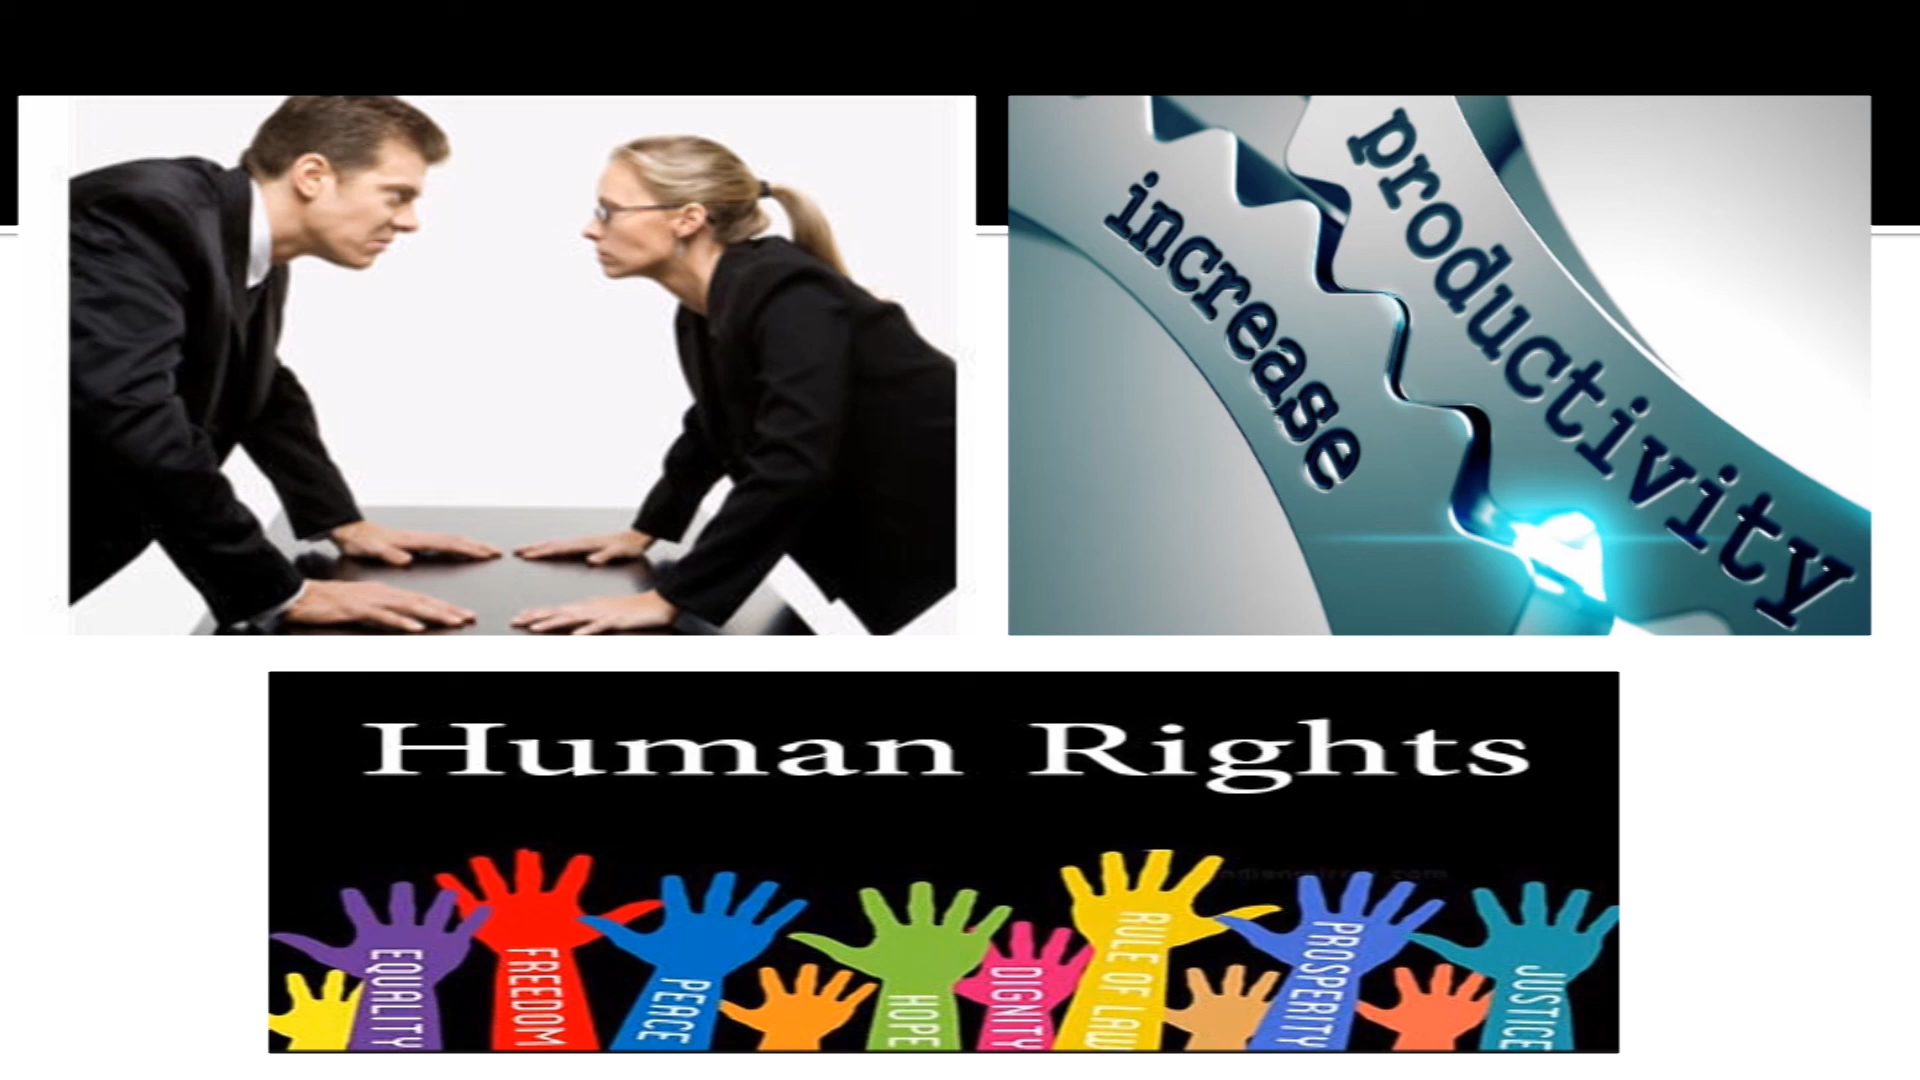 increase
productivity
Human Rights
EQUALITY
FREEDOM
PEACE
HOPE
DIGNITY
RULE OF LAW
PROSPERITY
JUSTICE